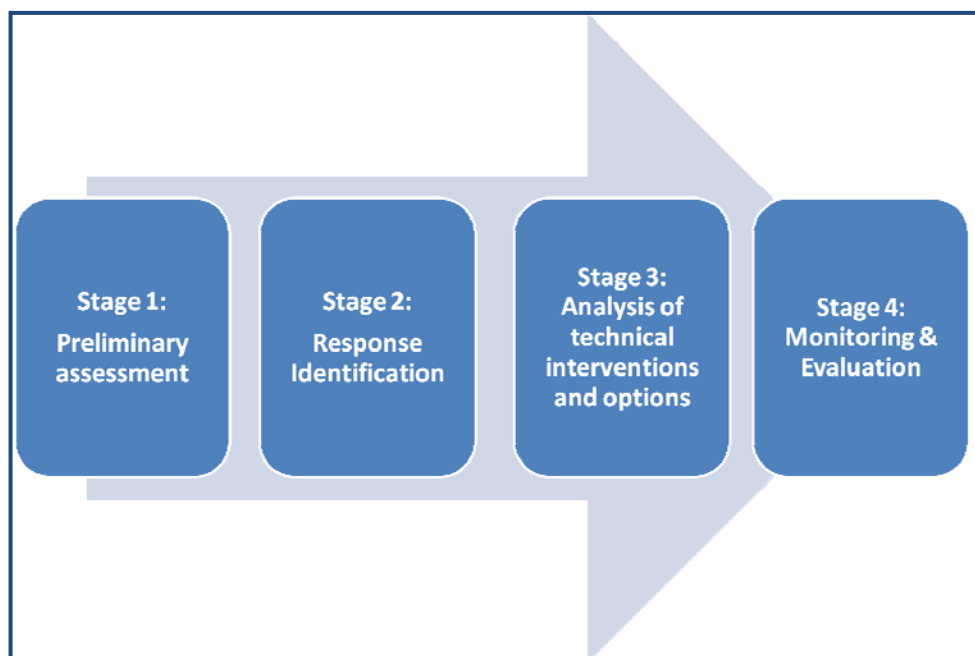 Stage 1:
Preliminary
assessment
Stage 2:
Response
Identification
Stage 3:
Analysis of
technical
interventions
and options
Stage 4:
Monitoring &
Evaluation